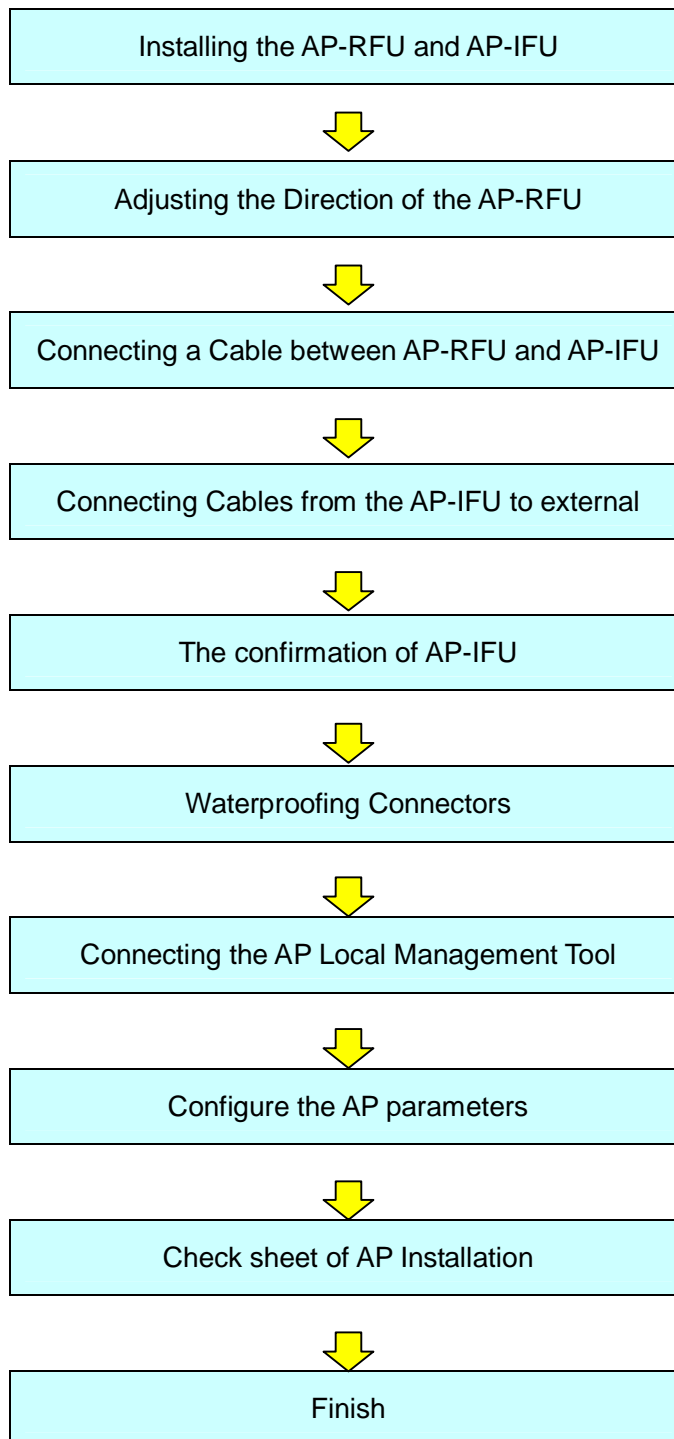 Installing the AP-RFU and AP-IFU
Adjusting the Direction of the AP-RFU
Connecting a Cable between AP-RFU and AP-IFU
Connecting Cables from the AP-IFU to external
The confirmation of AP-IFU
Waterproofing Connectors
Connecting the AP Local Management Tool
Configure the AP parameters
Check sheet of AP Installation
Finish